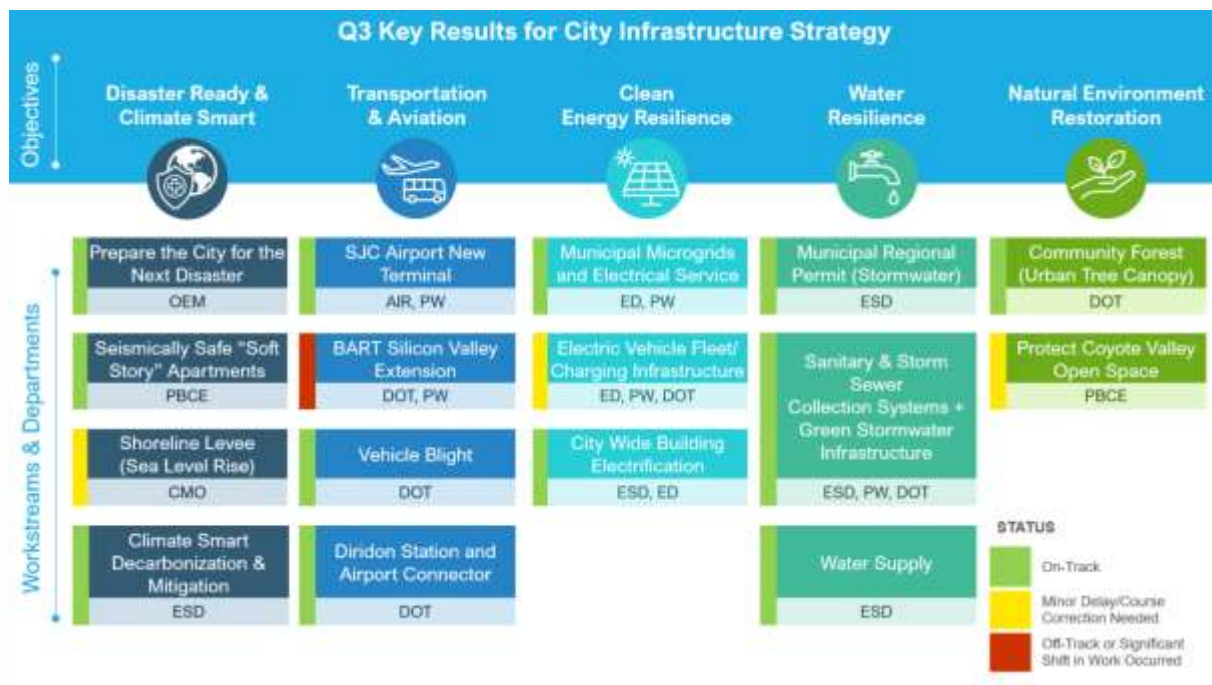 Q3 Key Results for City Infrastructure Strategy
Objectives
Disaster Ready &
Climate Smart
Transportation
& Aviation
Clean
Energy Resilience
Water
Resilience
Natural Environment
Restoration
Workstreams & Departments
Prepare the City for the
Next Disaster
OEM
Seismically Safe "Soft
Story" Apartments
PBCE
Shoreline Levee
(Sea Level Rise)
CMO
Climate Smart
Decarbonization &
Mitigation
ESD
SJC Airport New
Terminal
AIR, PW
BART Silicon Valley
Extension
DOT, PW
Vehicle Blight
DOT
Diridon Station and
Airport Connector
DOT
Municipal Microgrids
and Electrical Service
ED, PW
Electric Vehicle Fleet/
Charging Infrastructure
ED, PW, DOT
City Wide Building
Electrification
ESD, ED
Municipal Regional
Permit (Stormwater)
ESD
Sanitary & Storm
Sewer
Collection Systems +
Green Stormwater
Infrastructure
ESD, PW, DOT
Water Supply
ESD
Community Forest
(Urban Tree Canopy)
DOT
Protect Coyote Valley
Open Space
PBCE
STATUS
On-Track
Minor Delay/Course
Correction Needed
Off-Track or Significant
Shift in Work Occurred